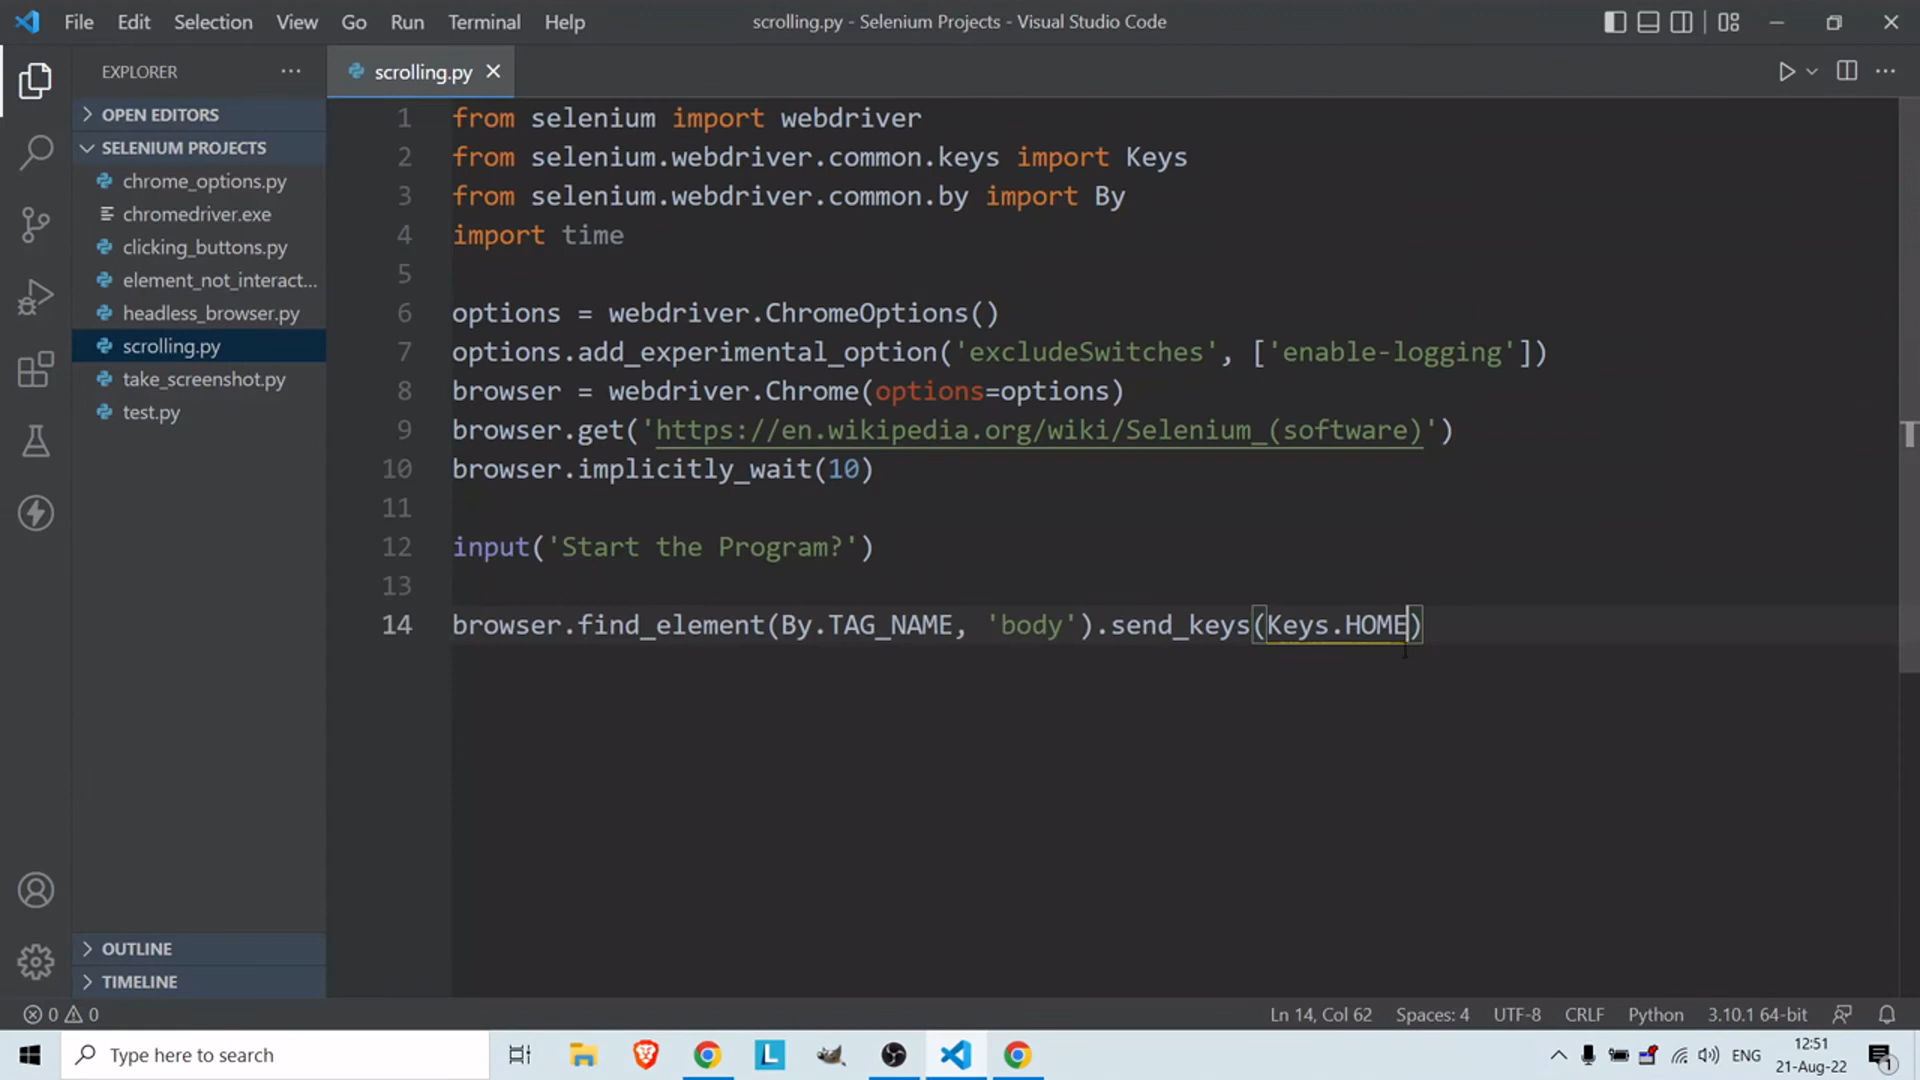 File Edit Selection View Go Run Terminal Help
scrolling.py - Selenium Projects - Visual Studio Code
EXPLORER
scrolling.py
OPEN EDITORS
SELENIUM PROJECTS
chrome_options.py
chromedriver.exe
clicking_buttons.py
element_not_interact...
headless_browser.py
scrolling.py
take_screenshot.py
test.py
OUTLINE
TIMELINE
1 from selenium import webdriver
2 from selenium.webdriver.common.keys import Keys
3 from selenium.webdriver.common.by import By
4 import time
5
6 options = webdriver.ChromeOptions()
7 options.add_experimental_option('excludeSwitches', ['enable-logging'])
8 browser = webdriver.Chrome(options=options)
9 browser.get('https://en.wikipedia.org/wiki/Selenium_(software)')
10 browser.implicitly_wait(10)
11
12 input('Start the Program?')
13
14 browser.find_element(By.TAG_NAME, 'body').send_keys(Keys.HOME)
0 0
Ln 14, Col 62 Spaces: 4 UTF-8 CRLF Python 3.10.1 64-bit
Type here to search
L
ENG
12:51
21-Aug-22
1